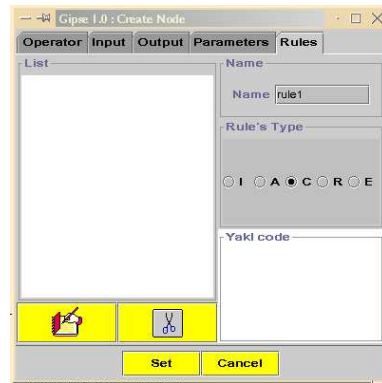 Gipse 1.0 : Create Node
Operator Input Output Parameters Rules
List
Name
Name rule1
Rule's Type
I A C R E
Yakl code
Set Cancel